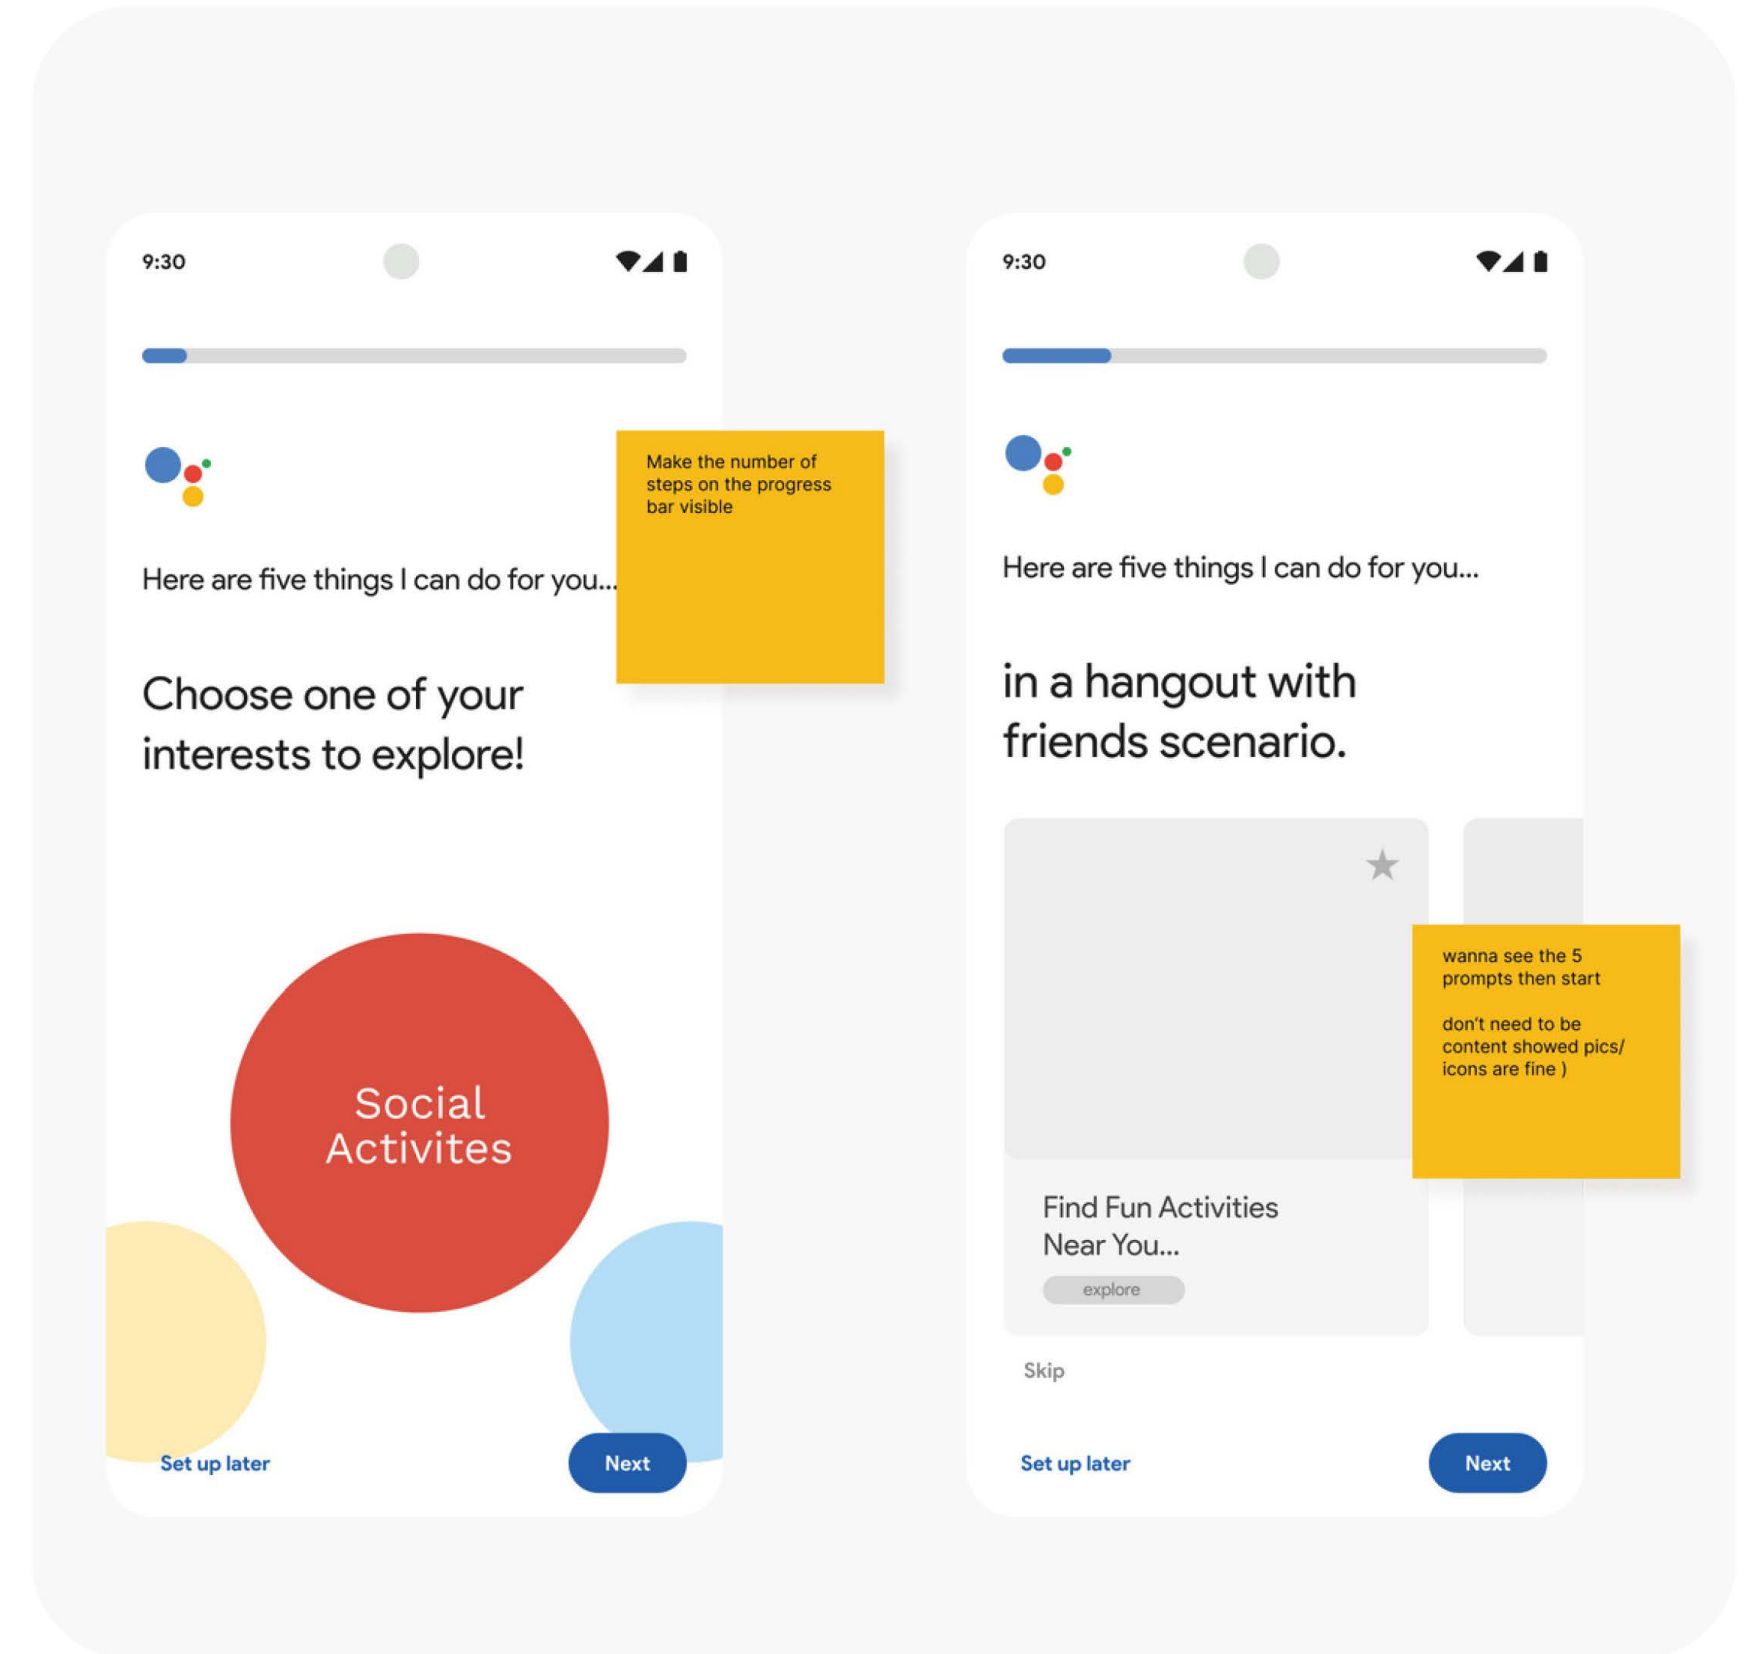 9:30
Here are five things I can do for you...
Choose one of your
interests to explore!
Social
Activites
Set up later
Next
Make the number of
steps on the progress
bar visible
9:30
Here are five things I can do for you...
in a hangout with
friends scenario.
Find Fun Activities
Near You...
explore
Skip
Set up later
Next
wanna see the 5
prompts then start
don't need to be
content showed pics/
icons are fine )